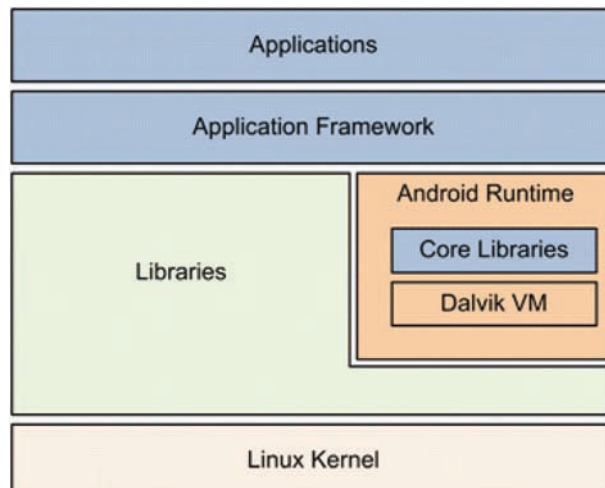 Applications
Application Framework
Android Runtime
Core Libraries
Libraries
Dalvik VM
Linux Kernel